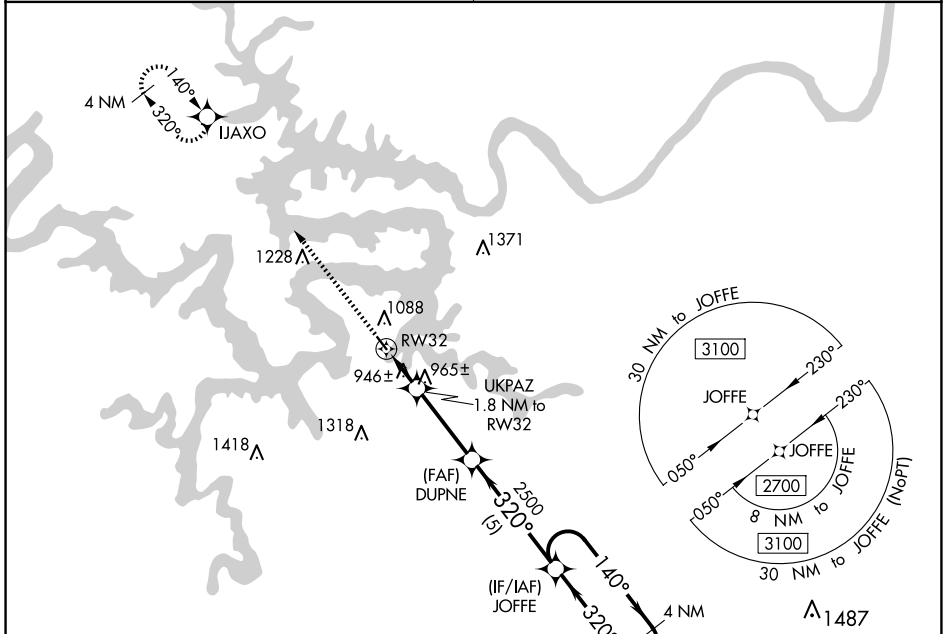 140°
4 NM
320°
IJAXO
1371
1228
1088
RW32
946±
965±
UKPAZ
1.8 NM to
RW32
1318
1418
(FAF)
DUPNE
2500
320°
(5)
(IF/IAF)
JOFFE
140°
4 NM
320°
30 NM to JOFFE
3100
230°
JOFFE
050°
230°
JOFFE
050°
2700
8 NM to JOFFE
3100
30 NM to JOFFE (NoPT)
1487